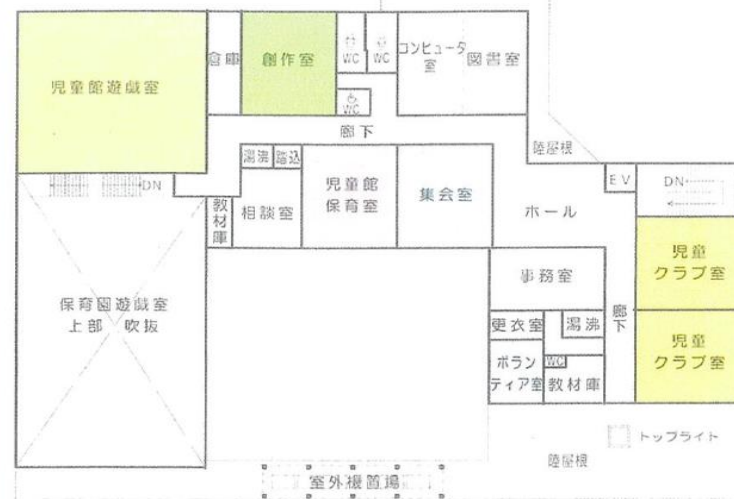 児童館遊戯室
倉庫
創作室
WC
WC
コンピュータ
室
図書室
WC
廊下
陸屋根
湯沸
踏込
児童館
保育室
集会室
EV
DN
DN
教材庫
相談室
ホール
児童
クラブ室
保育園遊戯室
上部 吹抜
事務室
廊下
更衣室
湯沸
児童
クラブ室
ボラン
ティア室
WC
教材庫
トップライト
陸屋根
室外機置場